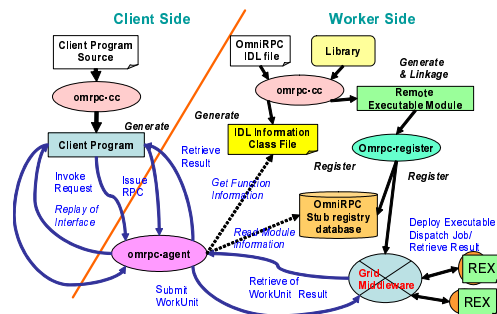 Client Side
Worker Side
Client Program
Source
omrpc-cc
Generate
Client Program
OmniRPC
IDL file
Library
omrpc-cc
Generate
& Linkage
Remote
Executable Module
Generate
IDL Information
Class File
Omrpc-register
Register
Register
Retrieve
Result
Invoke
Request
Issue
RPC
Replay of
Interface
Get Function
Information
OmniRPC
Stub registry
database
Read Module
Information
Deploy Executable
Dispatch Job/
Retrieve Result
omrpc-agent
Grid
Middleware
REX
REX
Submit
WorkUnit
Retrieve of
WorkUnit Result